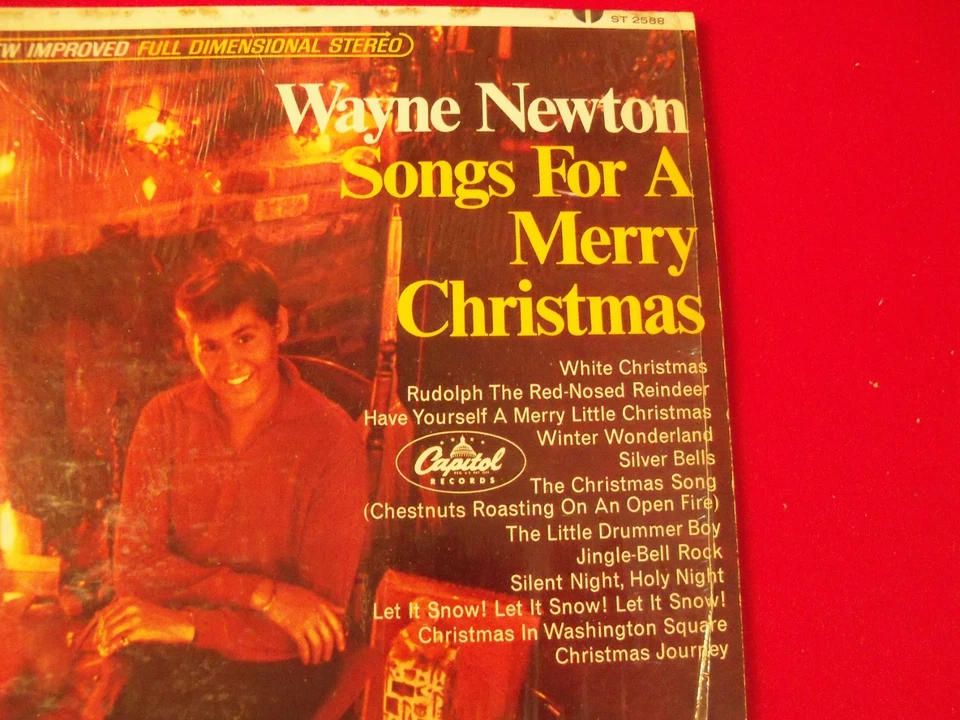 ST 2588
W IMPROVED FULL DIMENSIONAL STEREO
Wayne Newton
Songs For A
Merry
Christmas
White Christmas
Rudolph The Red-Nosed Reindeer
Have Yourself A Merry Little Christmas
Winter Wonderland
Silver Bells
Capitol
RECORDS
The Christmas Song
(Chestnuts Roasting On An Open Fire)
The Little Drummer Boy
Jingle-Bell Rock
Silent Night, Holy Night
Let It Snow! Let It Snow! Let It Snow!
Christmas In Washington Square
Christmas Journey